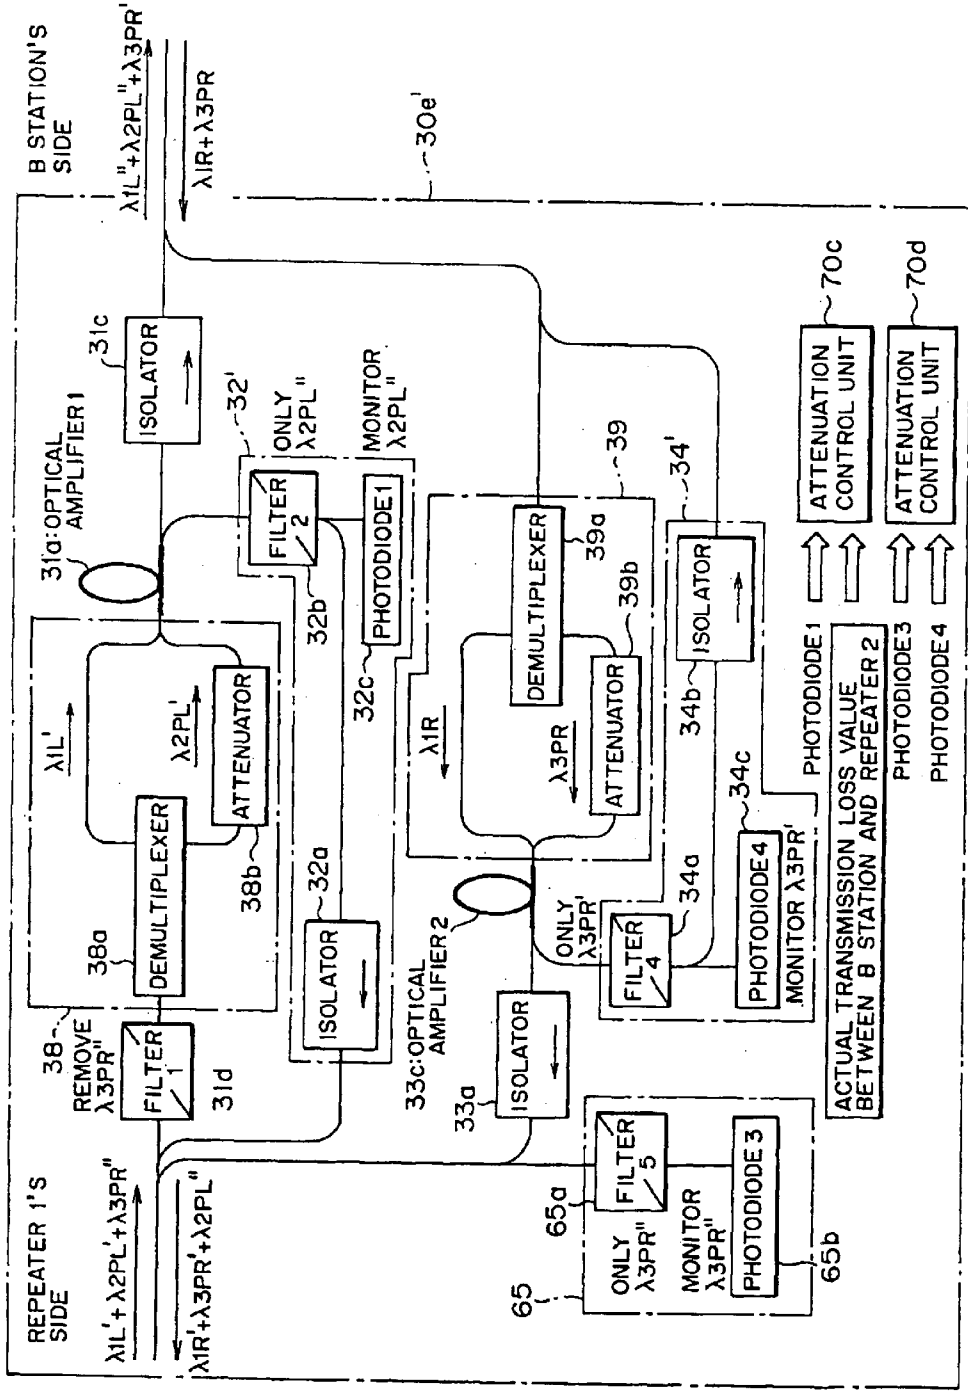 REPEATER 1'S
SIDE
λ1L'+λ2PL'+λ3PR"
λ1R'+λ3PR'+λ2PL"
B STATION'S
SIDE
λ1L"+λ2PL"+λ3PR'
λ1R+λ3PR
30e'
38
REMOVE
λ3PR"
FILTER
1
31d
38a
DEMULTIPLEXER
λ1L'
λ2PL'
ATTENUATOR
38b
31a:OPTICAL
AMPLIFIER1
31c
ISOLATOR
32'
ONLY
λ2PL"
FILTER
2
32b
MONITOR
λ2PL"
PHOTODIODE1
32c
32a
ISOLATOR
33c:OPTICAL
AMPLIFIER2
33a
ISOLATOR
39
DEMULTIPLEXER
39a
λ1R
λ3PR
ATTENUATOR
39b
34'
ISOLATOR
34b
ONLY
λ3PR'
FILTER
4
34a
34c
PHOTODIODE4
MONITOR λ3PR'
65
65a
FILTER
5
ONLY
λ3PR"
MONITOR
λ3PR"
PHOTODIODE3
65b
PHOTODIODE1
ACTUAL TRANSMISSION LOSS VALUE
BETWEEN B STATION AND REPEATER2
ATTENUATION
CONTROL UNIT
70c
PHOTODIODE3
PHOTODIODE4
ATTENUATION
CONTROL UNIT
70d